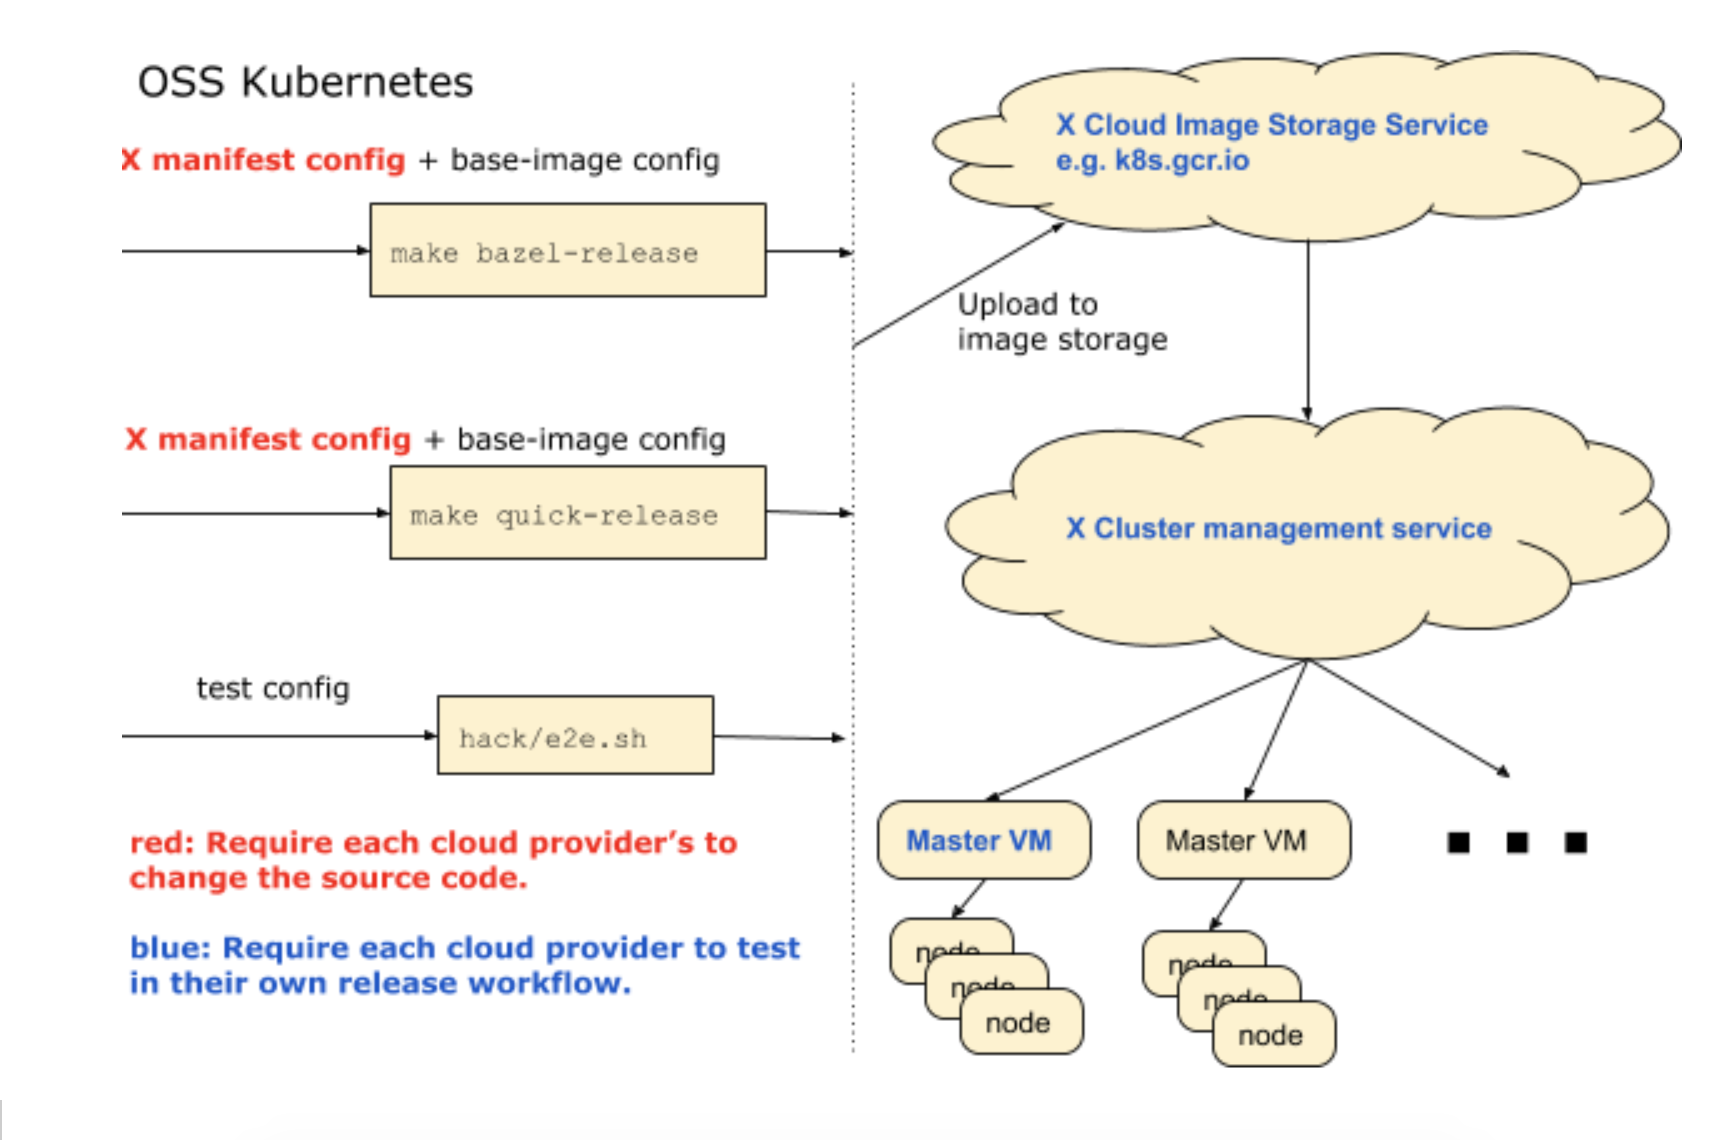 OSS Kubernetes
X manifest config + base-image config
make bazel-release
X manifest config + base-image config
make quick-release
test config
hack/e2e.sh
red: Require each cloud provider's to
change the source code.
blue: Require each cloud provider to test
in their own release workflow.
X Cloud Image Storage Service
e.g. k8s.gcr.io
Upload to
image storage
X Cluster management service
Master VM
Master VM
node
node
node
node
node
node